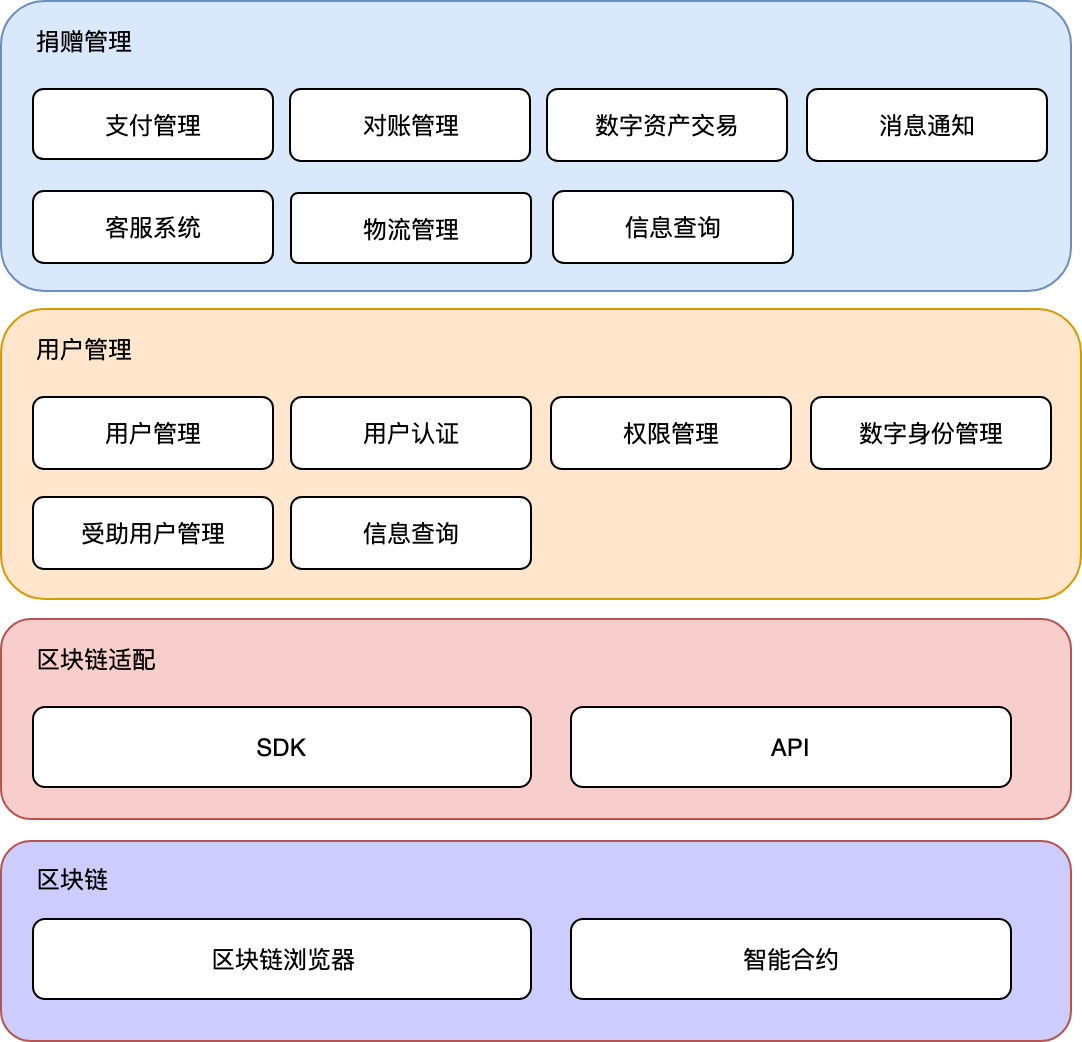 捐赠管理
支付管理
对账管理
数字资产交易
消息通知
客服系统
物流管理
信息查询
用户管理
用户管理
用户认证
权限管理
数字身份管理
受助用户管理
信息查询
区块链适配
SDK
API
区块链
区块链浏览器
智能合约